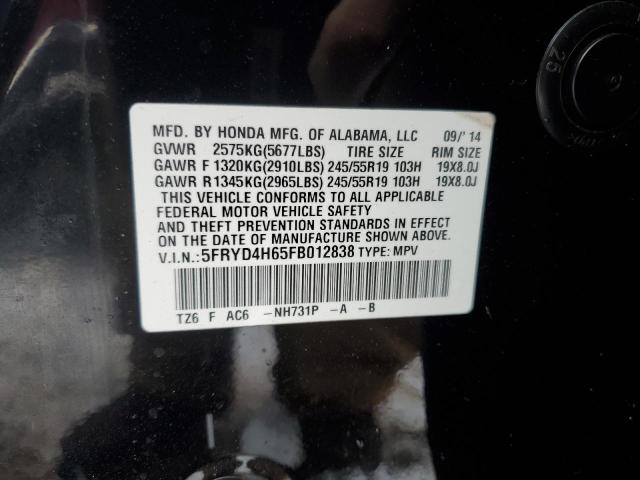 MFD. BY HONDA MFG. OF ALABAMA, LLC 09/' 14
GVWR 2575KG(5677LBS) TIRE SIZE RIM SIZE
GAWR F 1320KG(2910LBS) 245/55R19 103H 19X8.0J
GAWR R 1345KG(2965LBS) 245/55R19 103H 19X8.0J
THIS VEHICLE CONFORMS TO ALL APPLICABLE
FEDERAL MOTOR VEHICLE SAFETY
AND THEFT PREVENTION STANDARDS IN EFFECT
ON THE DATE OF MANUFACTURE SHOWN ABOVE.
V.I.N.:5FRYD4H65FB012838 TYPE: MPV
TZ6 F AC6 -NH731P -A -B
25